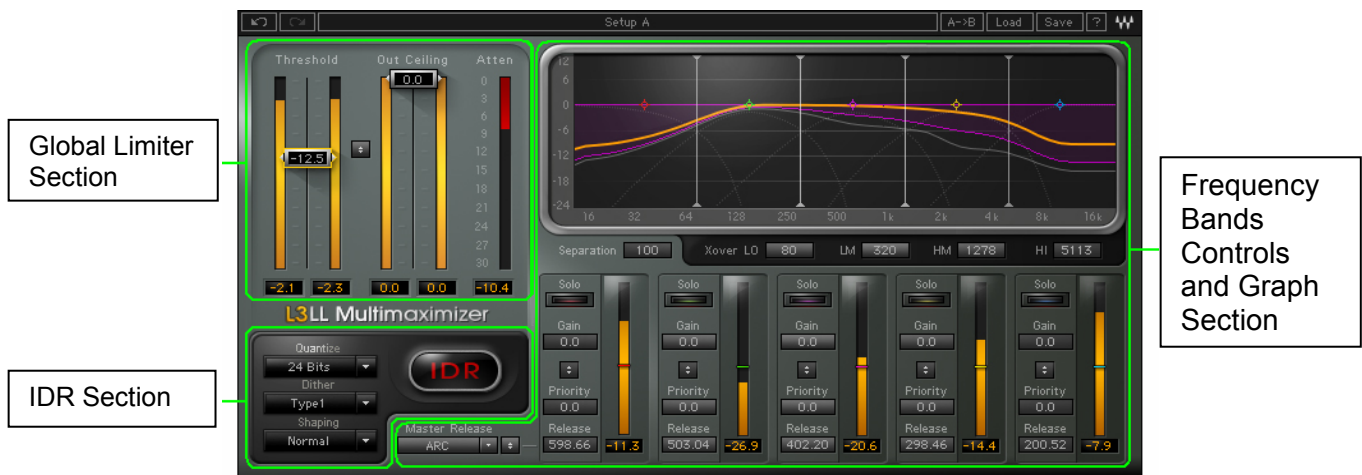 Setup A
A->B Load Save ?
Threshold Out Ceiling Atten
0.0
-12.5
0
3
6
9
12
15
18
21
24
27
30
-2.1 -2.3 0.0 0.0 -10.4
L3LL Multimaximizer
Quantize
24 Bits
Dither
Type1
Shaping
Normal
IDR
Master Release
ARC
12
6
0
-6
-12
-18
-24
16 32 64 128 250 500 1k 2k 4k 8k 16k
Separation 100 Xover LO 80 LM 320 HM 1278 HI 5113
Solo Solo Solo Solo Solo
Gain Gain Gain Gain Gain
0.0 0.0 0.0 0.0 0.0
Priority Priority Priority Priority Priority
0.0 0.0 0.0 0.0 0.0
Release Release Release Release Release
598.66 -11.3 503.04 -26.9 402.20 -20.6 298.46 -14.4 200.52 -7.9
Global Limiter
Section
IDR Section
Frequency
Bands
Controls
and Graph
Section